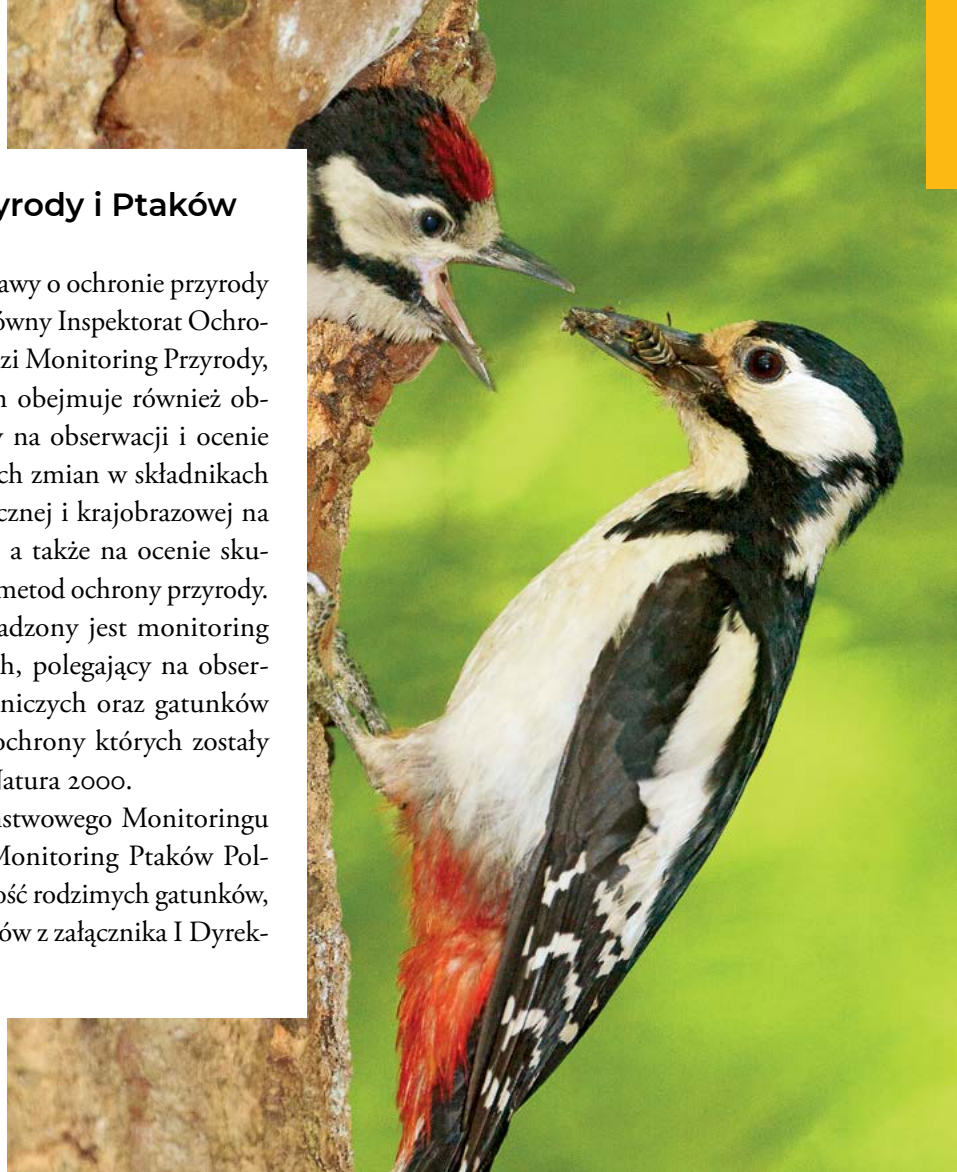 yrody i Ptaków
awy o ochronie przyrody
ówny Inspektorat Ochro-
zi Monitoring Przyrody,
obejmuje również ob-
na obserwacji i ocenie
ch zmian w składnikach
cznej i krajobrazowej na
a także na ocenie sku-
metod ochrony przyrody.
adzony jest monitoring
h, polegający na obser-
niczych oraz gatunków
ochrony których zostały
Natura 2000.
stwowego Monitoringu
Monitoring Ptaków Pol-
ość rodzimych gatunków,
ów z załącznika I Dyrek-